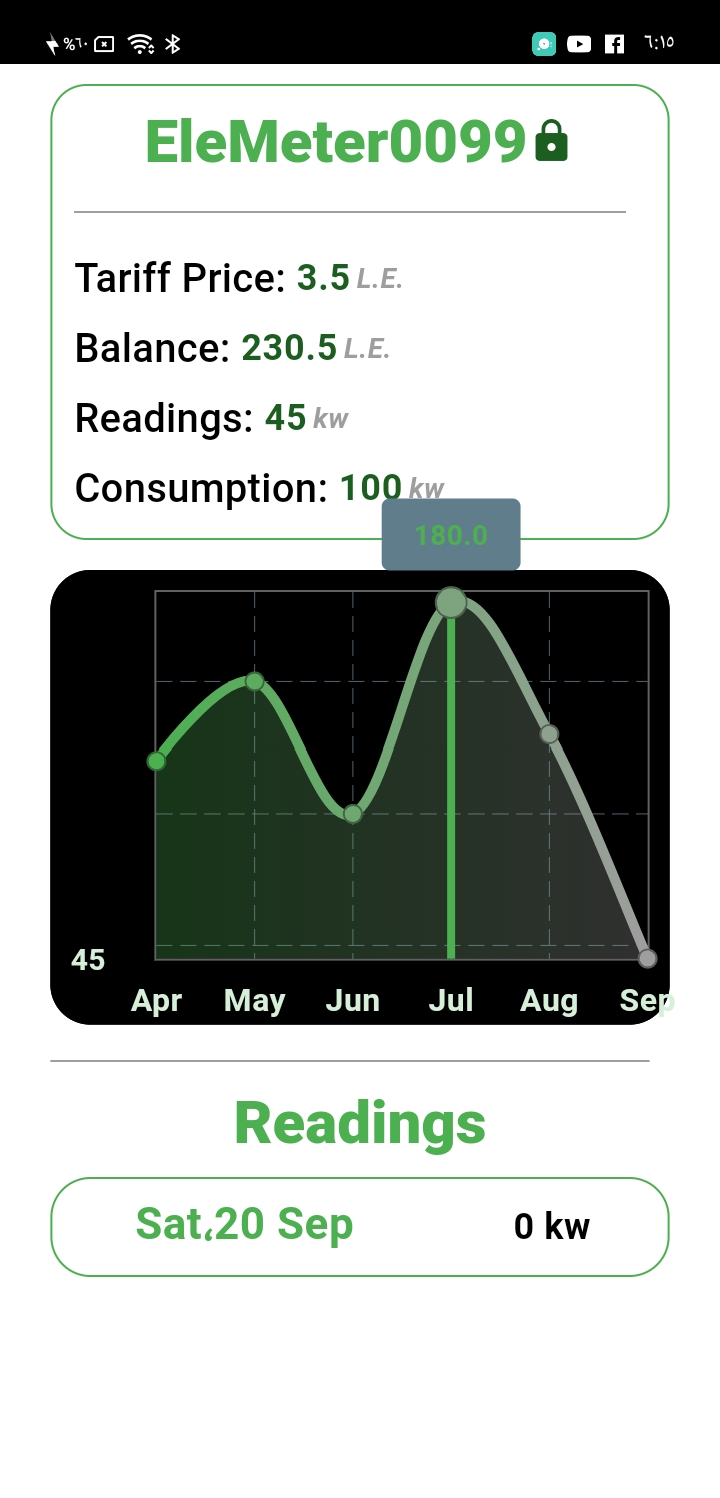 %٦٠ ٦:١٥
EleMeter0099
Tariff Price: 3.5 L.E.
Balance: 230.5 L.E.
Readings: 45 kw
Consumption: 100 kw
180.0
45
Apr May Jun Jul Aug Sep
Readings
Sat،20 Sep 0 kw